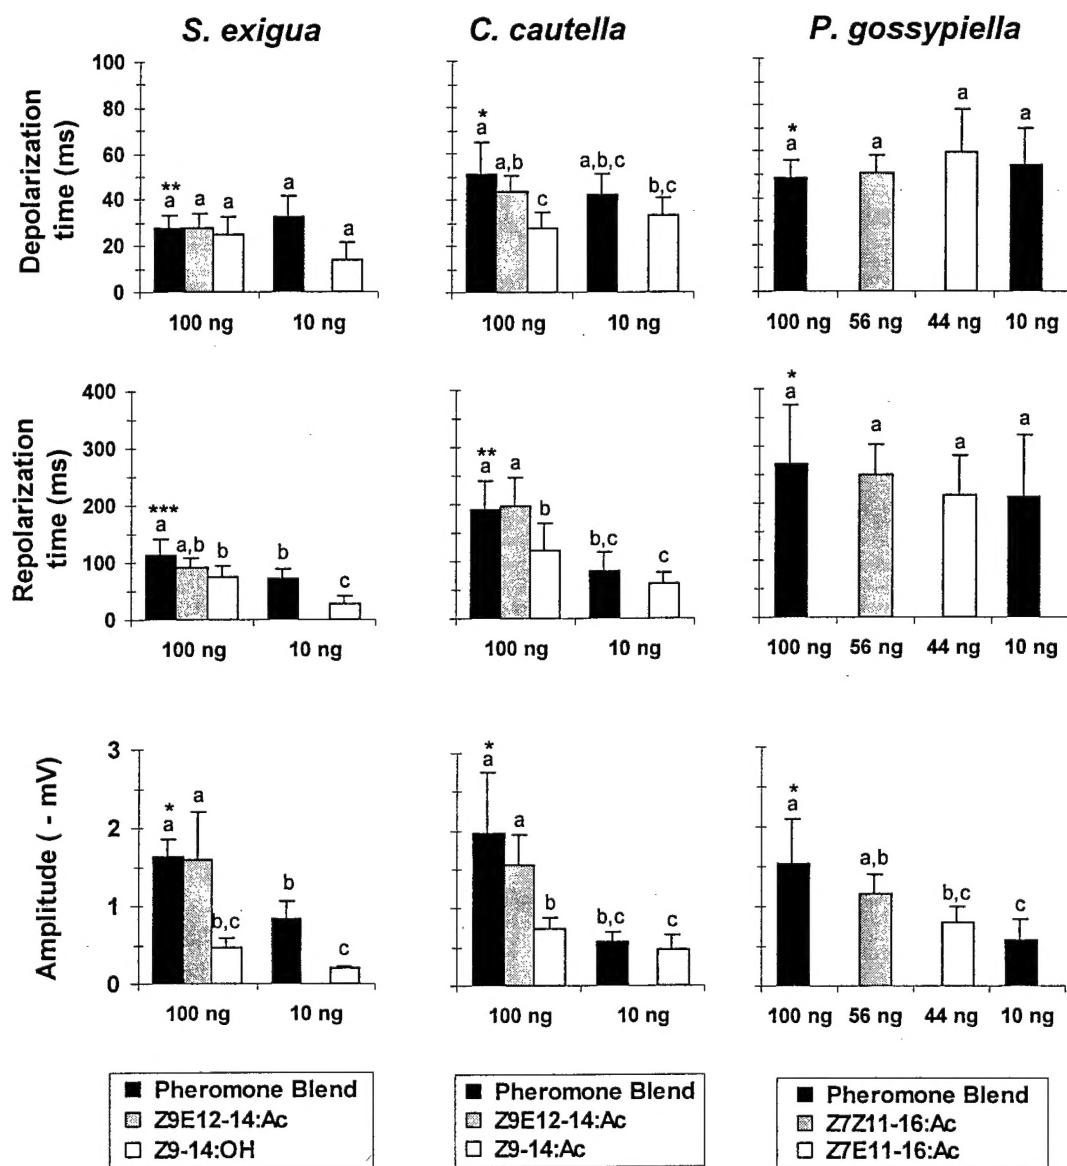 S. exigua C. cautella P. gossypiella
Depolarization
time (ms)
100
80
60
40
20
0
** a a a a a
* a a,b c a,b,c b,c
* a a a a
100 ng 10 ng
100 ng 10 ng
100 ng 56 ng 44 ng 10 ng
Repolarization
time (ms)
400
300
200
100
0
*** a a,b b b c
** a a b b,c c
* a a a a
100 ng 10 ng
100 ng 10 ng
100 ng 56 ng 44 ng 10 ng
Amplitude ( - mV)
3
2
1
0
* a a b,c b c
* a a b b,c c
* a a,b b,c c
100 ng 10 ng
100 ng 10 ng
100 ng 56 ng 44 ng 10 ng
Pheromone Blend
Z9E12-14:Ac
Z9-14:OH
Pheromone Blend
Z9E12-14:Ac
Z9-14:Ac
Pheromone Blend
Z7Z11-16:Ac
Z7E11-16:Ac